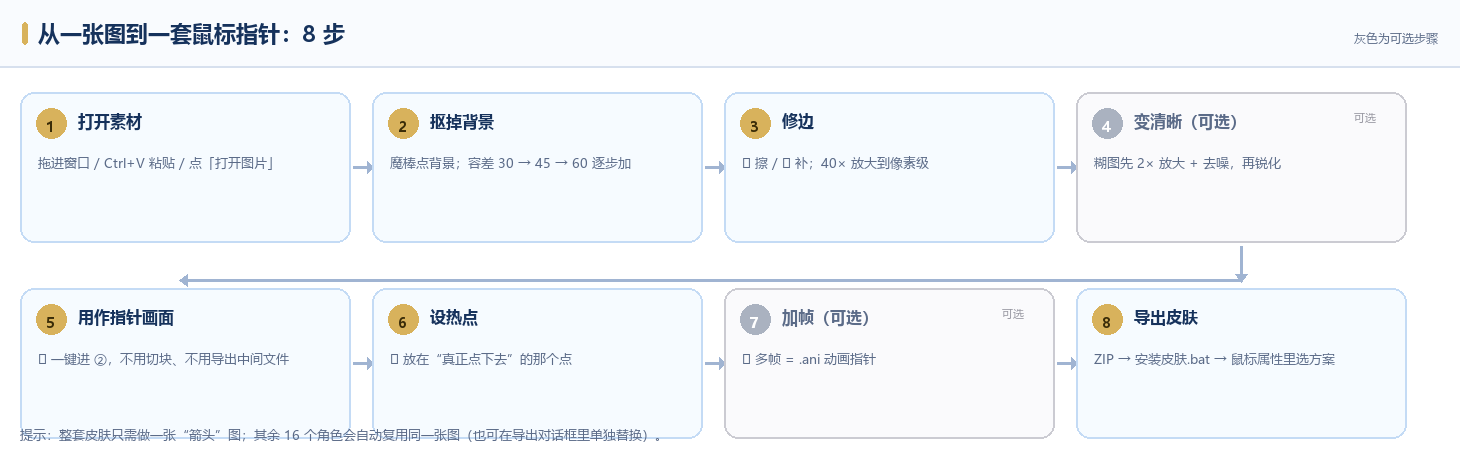 从一张图到一套鼠标指针：8 步
灰色为可选步骤
1 打开素材
拖进窗口 / Ctrl+V 粘贴 / 点「打开图片」
2 抠掉背景
魔棒点背景；容差 30 → 45 → 60 逐步加
3 修边
▯ 擦 / ▯ 补；40× 放大到像素级
4 变清晰（可选）
可选
糊图先 2× 放大 + 去噪，再锐化
5 用作指针画面
▯ 一键进 ②，不用切块、不用导出中间文件
6 设热点
▯ 放在“真正点下去”的那个点
7 加帧（可选）
可选
▯ 多帧 = .ani 动画指针
8 导出皮肤
ZIP → 安装皮肤.bat → 鼠标属性里选方案
提示：整套皮肤只需做一张“箭头”图；其余 16 个角色会自动复用同一张图（也可在导出对话框里单独替换）。